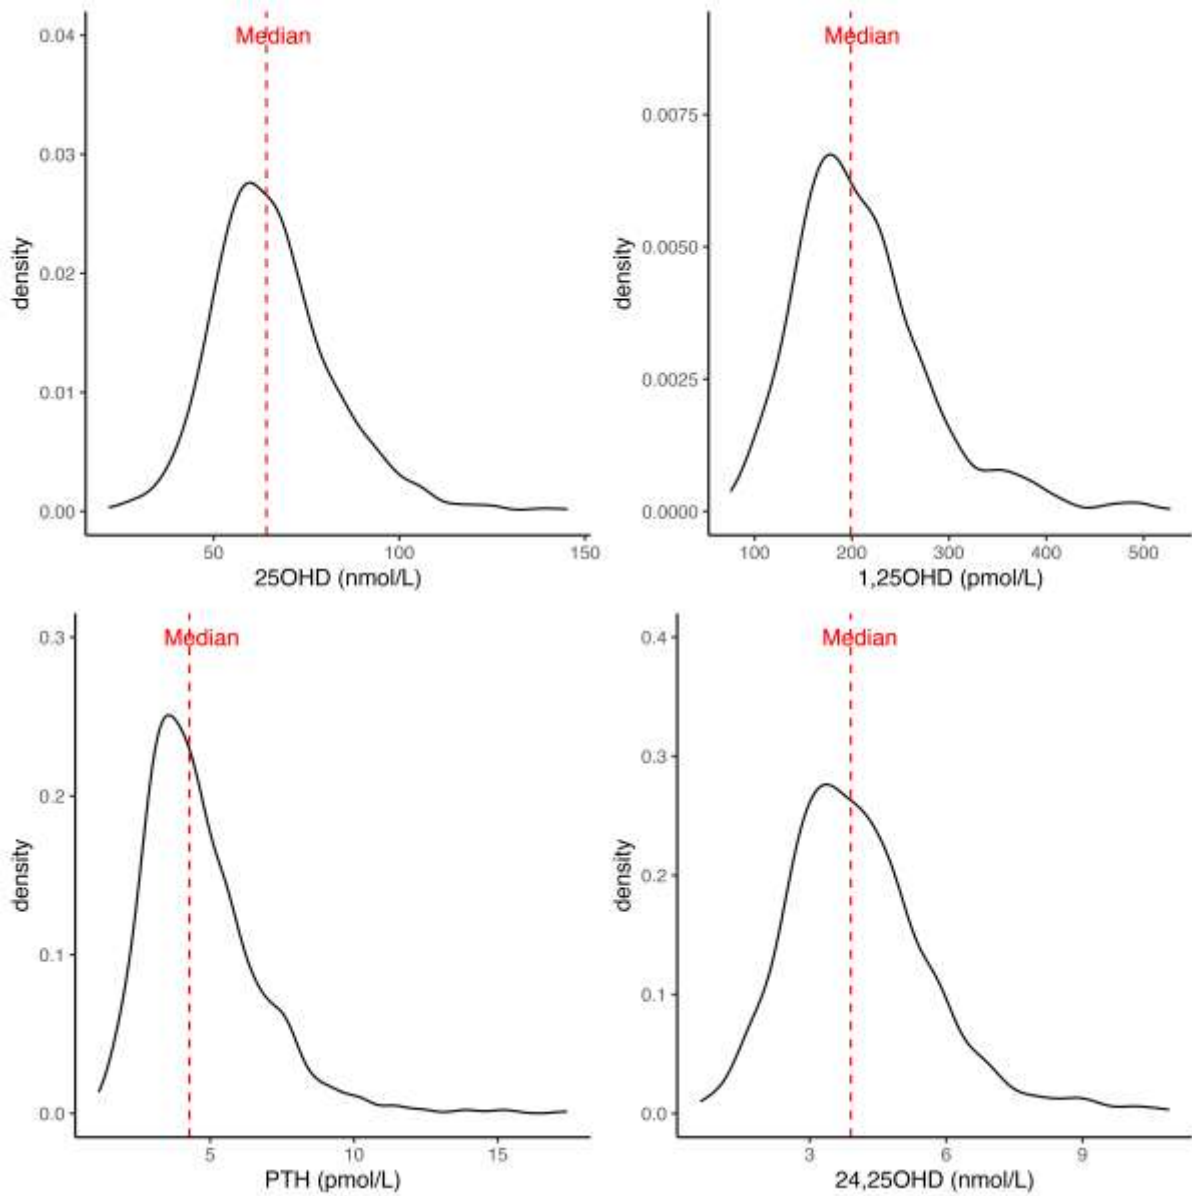 Median
0.04
0.03
0.02
0.01
0.00
density
50 100 150
25OHD (nmol/L)
Median
0.0075
0.0050
0.0025
0.0000
density
100 200 300 400 500
1,25OHD (pmol/L)
Median
0.3
0.2
0.1
0.0
density
5 10 15
PTH (pmol/L)
Median
0.4
0.3
0.2
0.1
0.0
density
3 6 9
24,25OHD (nmol/L)